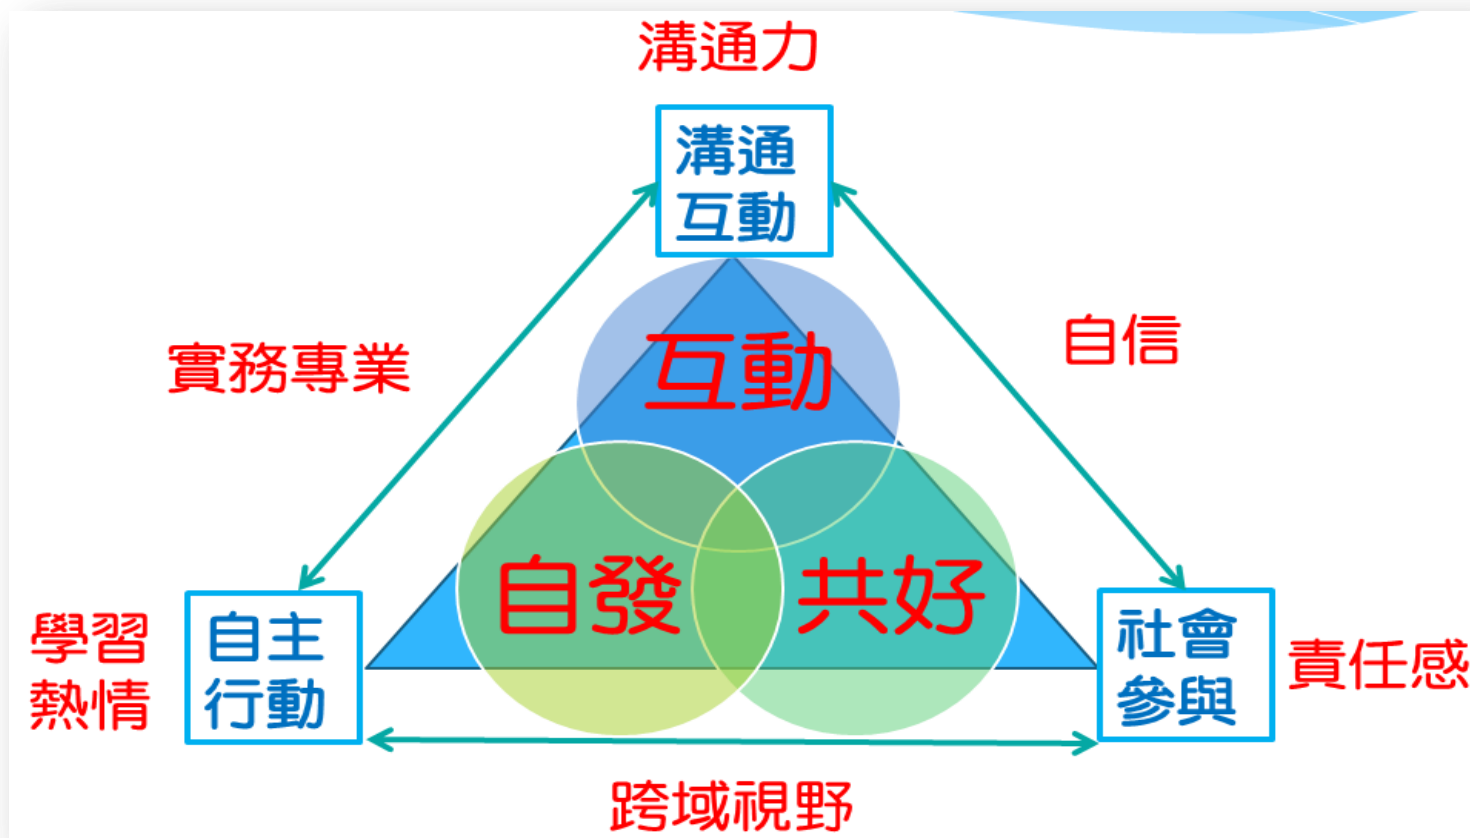 溝通力
溝通
互動
互動
實務專業
自信
自發
共好
學習
熱情
自主
行動
社會
參與
責任感
跨域視野